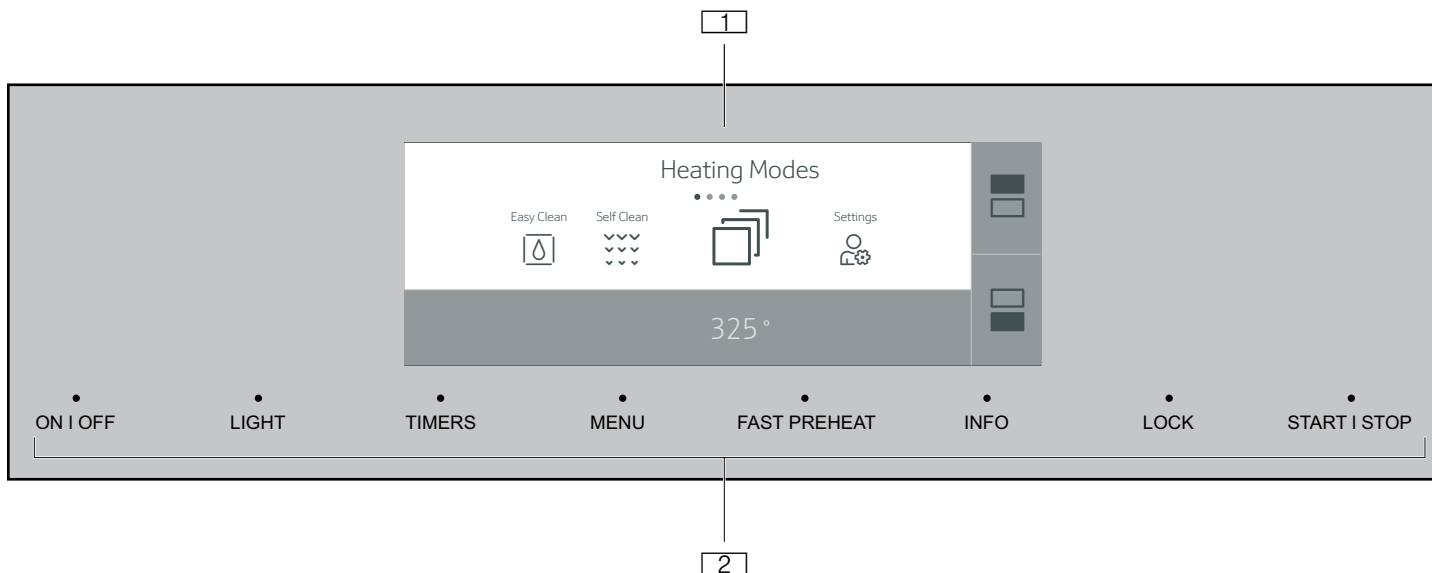 1
Heating Modes
Easy Clean Self Clean Settings
325°
ON I OFF LIGHT TIMERS MENU FAST PREHEAT INFO LOCK START I STOP
2